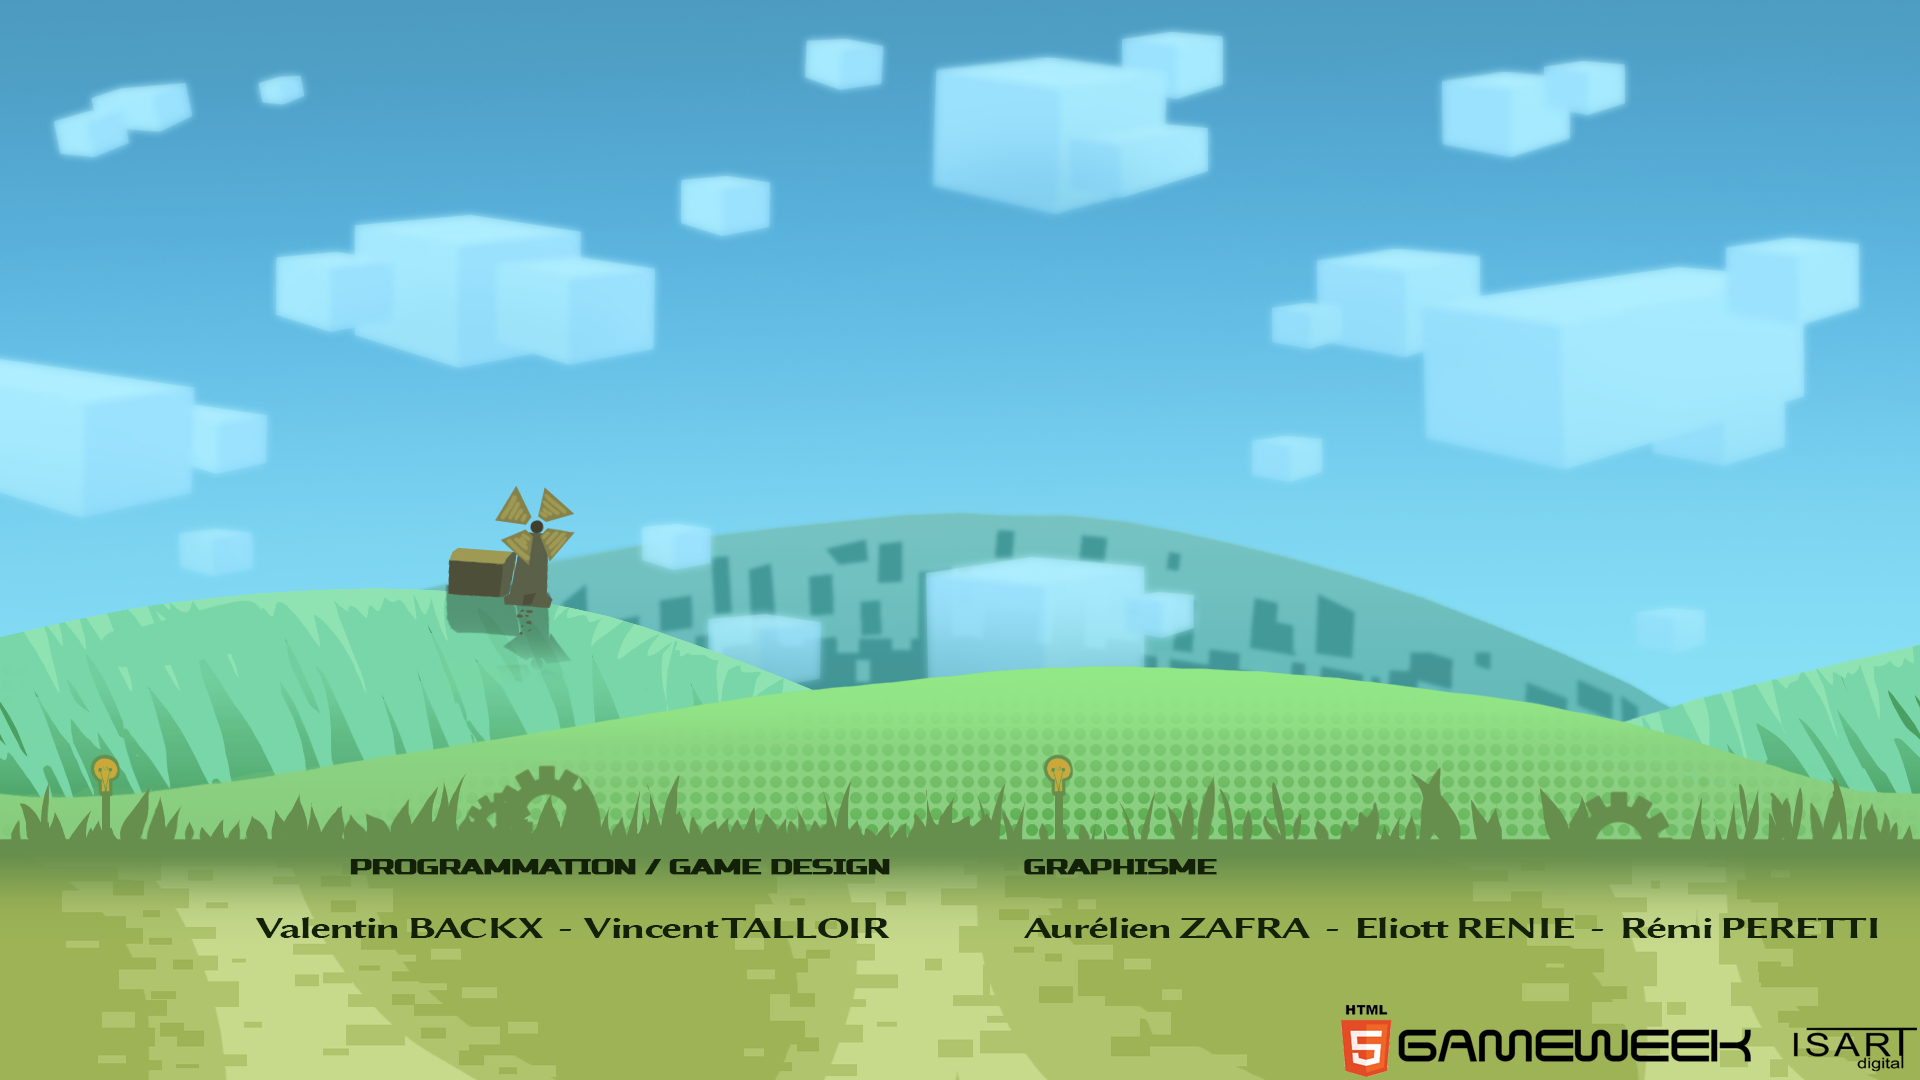 PROGRAMMATION / GAME DESIGN
GRAPHISME
Valentin BACKX - Vincent TALLOIR
Aurélien ZAFRA - Eliott RENIE - Rémi PERETTI
HTML
5 GAMEWEEK
ISART
digital